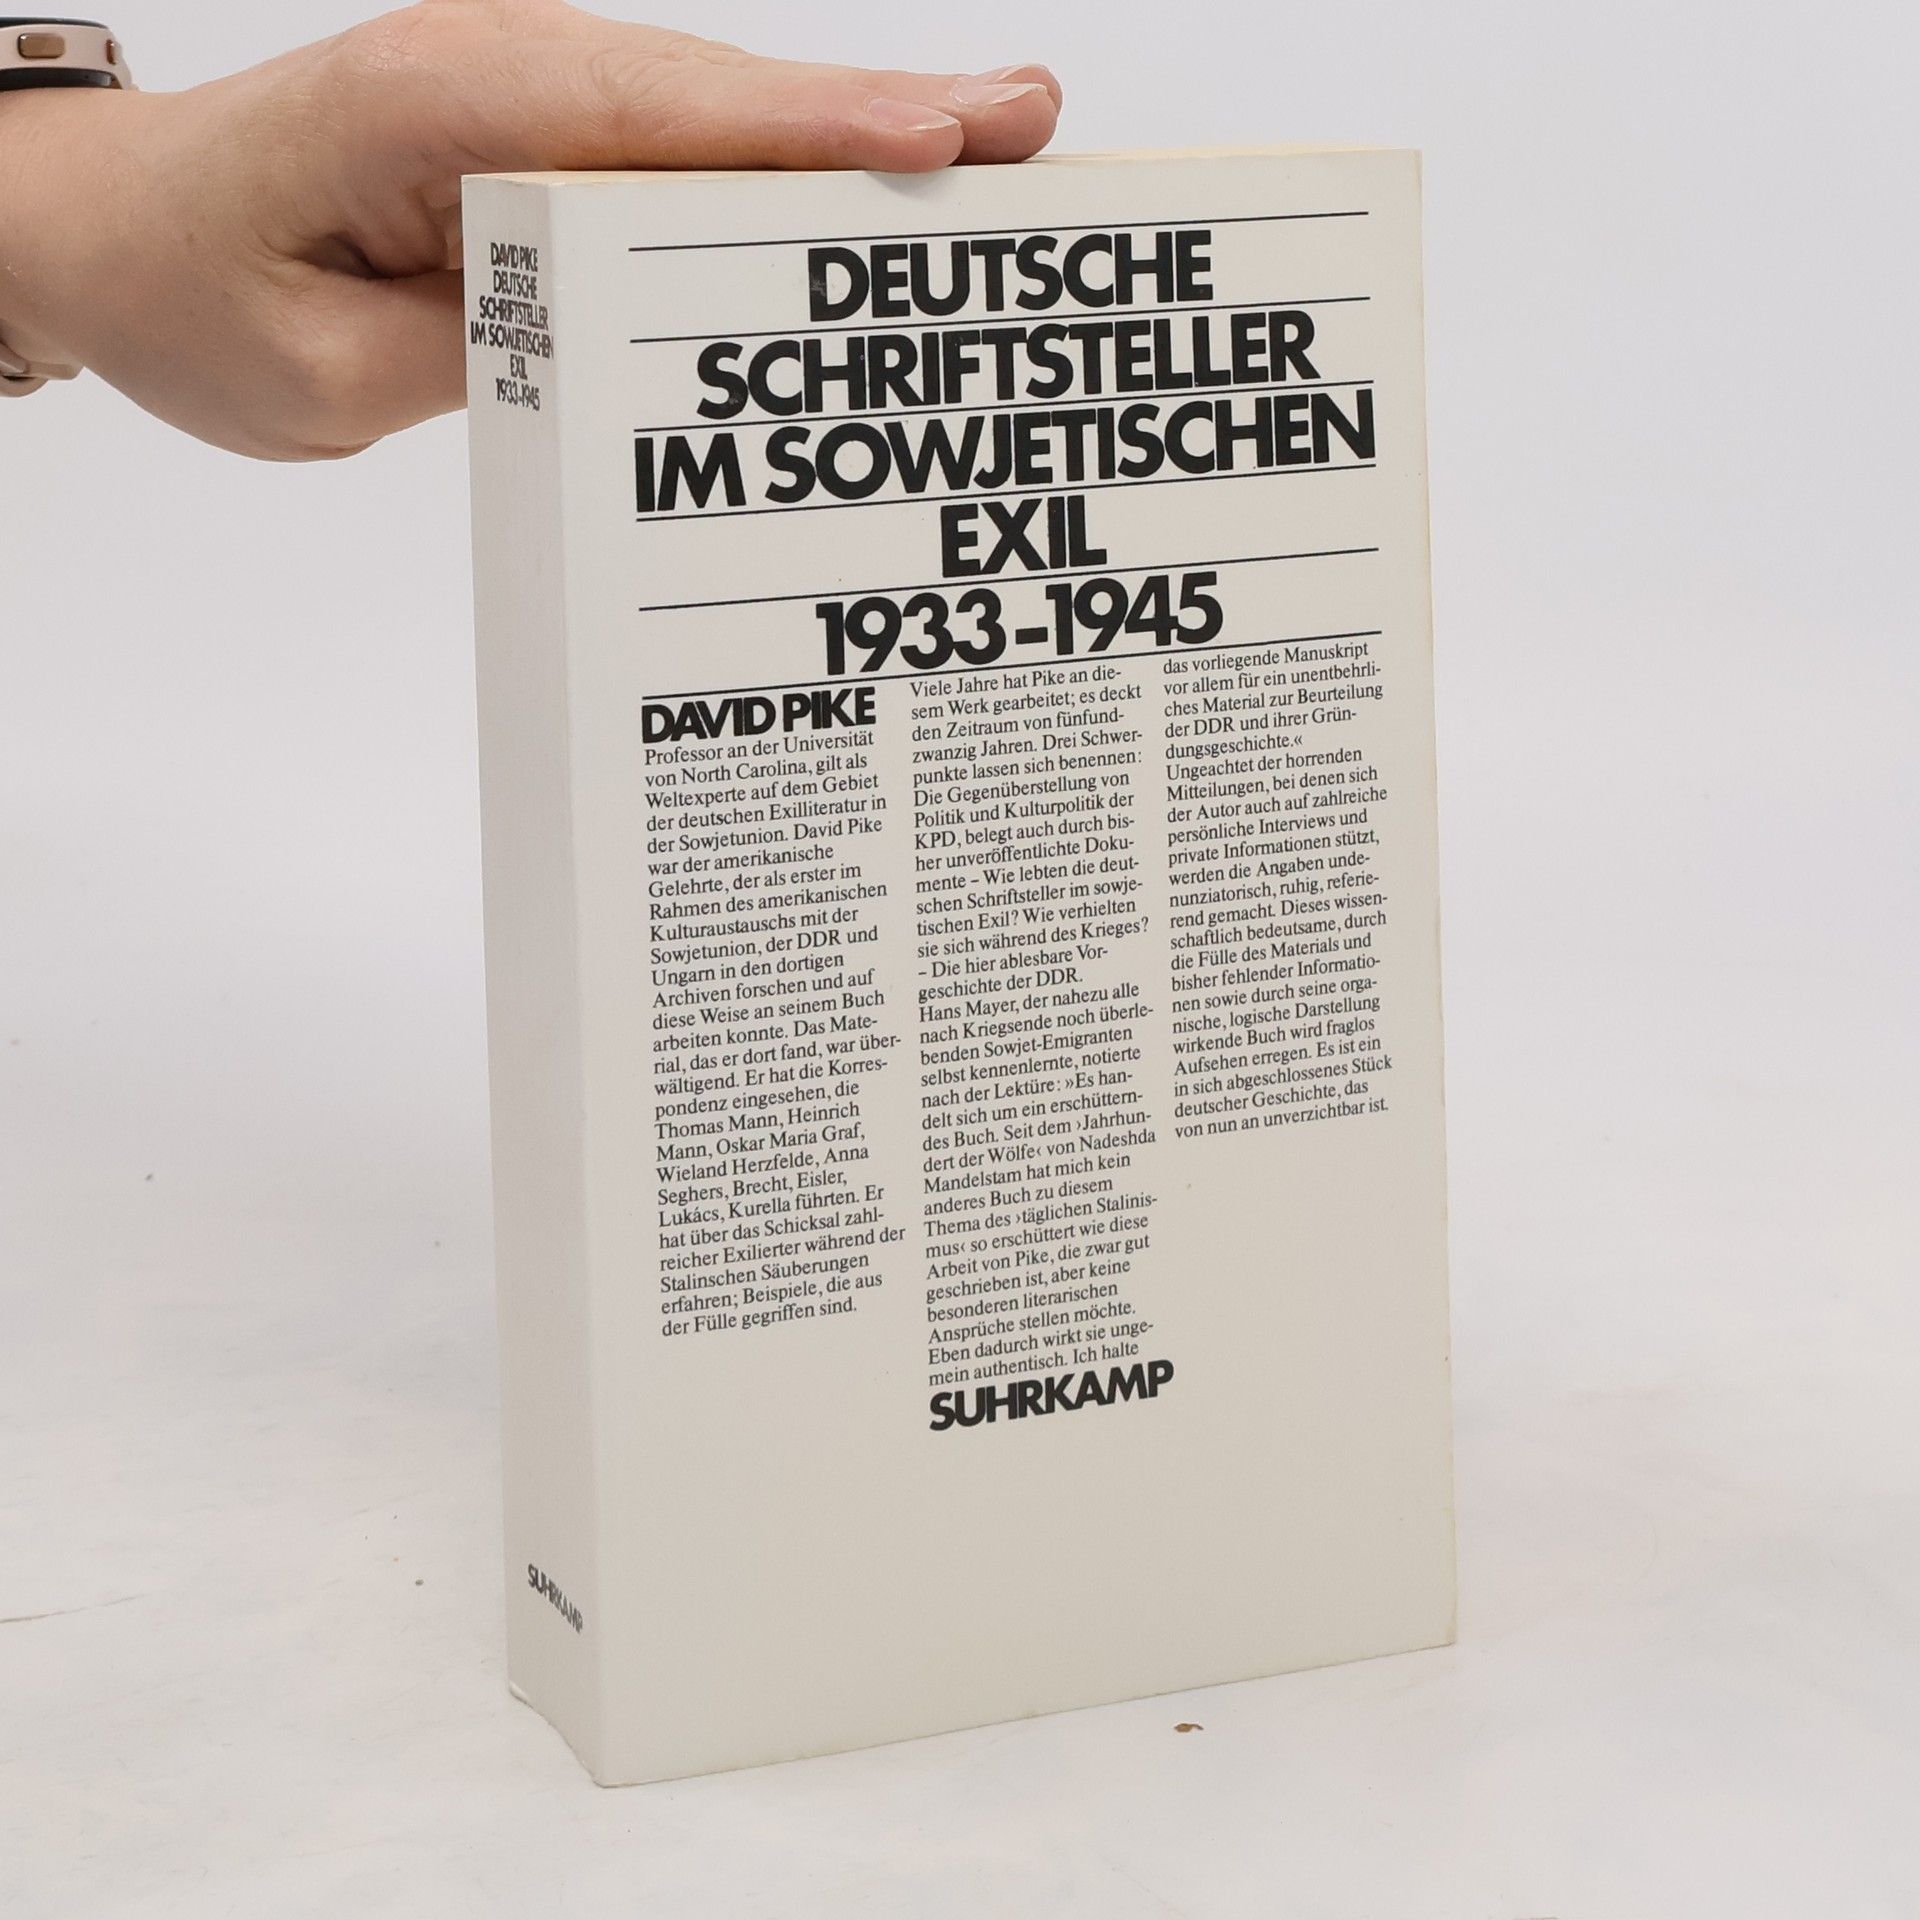 DAVID PIKE
DEUTSCHE
SCHRIFTSTELLER
IM SOWJETISCHEN
EXIL
1933-1945
SUHRKAMP
DEUTSCHE
SCHRIFTSTELLER
IM SOWJETISCHEN
EXIL
1933-1945
DAVID PIKE
Professor an der Universität
von North Carolina, gilt als
Weltexperte auf dem Gebiet
der deutschen Exilliteratur in
der Sowjetunion. David Pike
war der amerikanische
Gelehrte, der als erster im
Rahmen des amerikanischen
Kulturaustauschs mit der
Sowjetunion, der DDR und
Ungarn in den dortigen
Archiven forschen und auf
diese Weise an seinem Buch
arbeiten konnte. Das Mate-
rial, das er dort fand, war über-
wältigend. Er hat die Korres-
pondenz eingesehen, die
Thomas Mann, Heinrich
Mann, Oskar Maria Graf,
Wieland Herzfelde, Anna
Seghers, Brecht, Eisler,
Lukács, Kurella führten. Er
hat über das Schicksal zahl-
reicher Exilierter während der
Stalinschen Säuberungen
erfahren; Beispiele, die aus
der Fülle gegriffen sind.
Viele Jahre hat Pike an die-
sem Werk gearbeitet; es deckt
den Zeitraum von fünfund-
zwanzig Jahren. Drei Schwer-
punkte lassen sich benennen:
Die Gegenüberstellung von
Politik und Kulturpolitik der
KPD, belegt auch durch bis-
her unveröffentlichte Doku-
mente – Wie lebten die deut-
schen Schriftsteller im sowje-
tischen Exil? Wie verhielten
sie sich während des Krieges?
– Die hier ablesbare Vor-
geschichte der DDR.
Hans Mayer, der nahezu alle
nach Kriegsende noch überle-
benden Sowjet-Emigranten
selbst kennenlernte, notierte
nach der Lektüre: »Es han-
delt sich um ein erschüttern-
des Buch. Seit dem ›Jahrhun-
dert der Wölfe‹ von Nadeshda
Mandelstam hat mich kein
anderes Buch zu diesem
Thema des ›täglichen Stalinis-
mus‹ so erschüttert wie diese
Arbeit von Pike, die zwar gut
geschrieben ist, aber keine
besonderen literarischen
Ansprüche stellen möchte.
Eben dadurch wirkt sie unge-
mein authentisch. Ich halte
das vorliegende Manuskript
vor allem für ein unentbehrli-
ches Material zur Beurteilung
der DDR und ihrer Grün-
dungsgeschichte.«
Ungeachtet der horrenden
Mitteilungen, bei denen sich
der Autor auch auf zahlreiche
persönliche Interviews und
private Informationen stützt,
werden die Angaben unde-
nunziatorisch, ruhig, referie-
rend gemacht. Dieses wissen-
schaftlich bedeutsame, durch
die Fülle des Materials und
bisher fehlender Informatio-
nen sowie durch seine orga-
nische, logische Darstellung
wirkende Buch wird fraglos
Aufsehen erregen. Es ist ein
in sich abgeschlossenes Stück
deutscher Geschichte, das
von nun an unverzichtbar ist.
SUHRKAMP